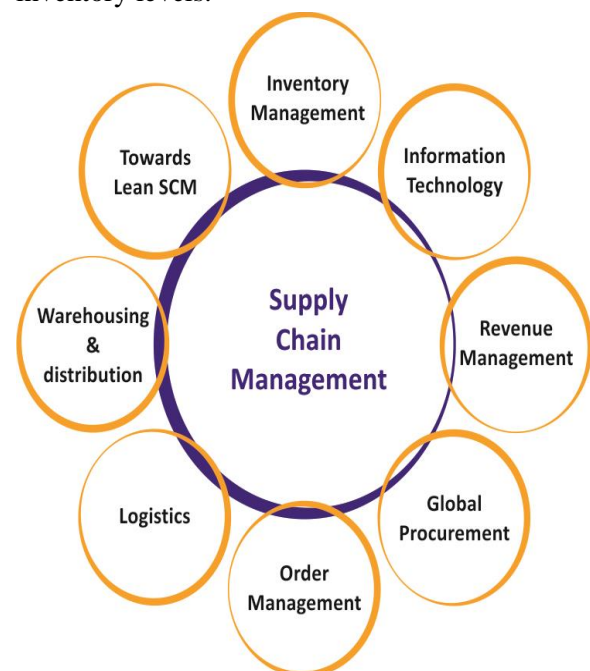 inventory levels.
Inventory
Management
Information
Technology
Revenue
Management
Global
Procurement
Order
Management
Logistics
Warehousing
&
distribution
Towards
Lean SCM
Supply
Chain
Management